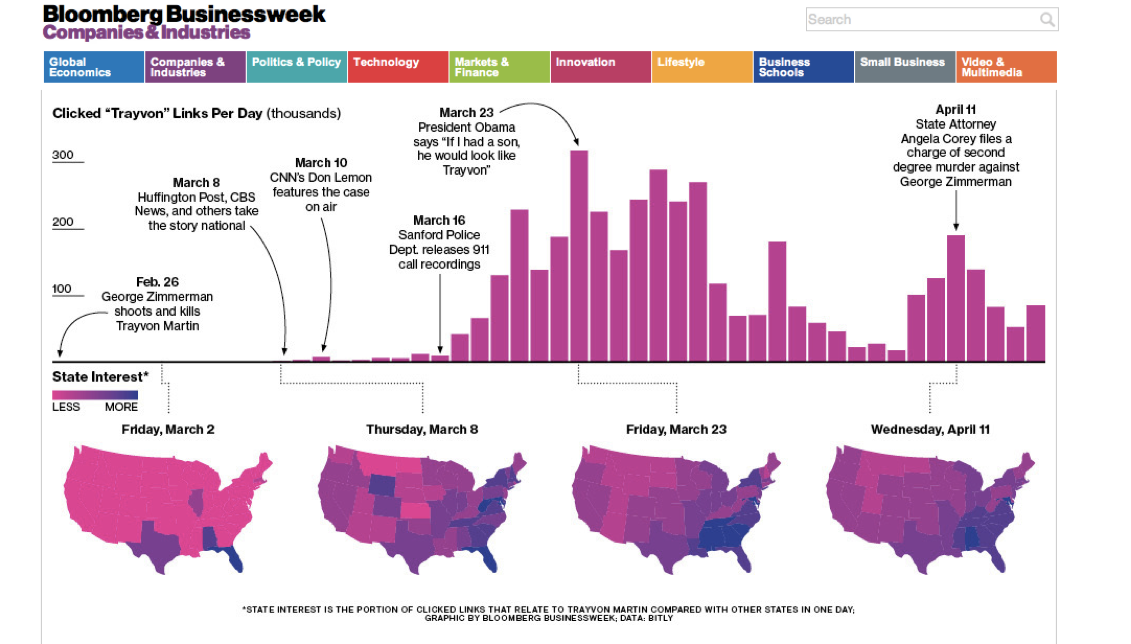 Bloomberg Businessweek
Companies & Industries
Search
Global
Economics
Companies &
Industries
Politics & Policy
Technology
Markets &
Finance
Innovation
Lifestyle
Business
Schools
Small Business
Video &
Multimedia
Clicked “Trayvon” Links Per Day (thousands)
300
200
100
Feb. 26
George Zimmerman
shoots and kills
Trayvon Martin
March 8
Huffington Post, CBS
News, and others take
the story national
March 10
CNN's Don Lemon
features the case
on air
March 16
Sanford Police
Dept. releases 911
call recordings
March 23
President Obama
says “If I had a son,
he would look like
Trayvon”
April 11
State Attorney
Angela Corey files a
charge of second
degree murder against
George Zimmerman
State Interest*
LESS MORE
Friday, March 2
Thursday, March 8
Friday, March 23
Wednesday, April 11
*STATE INTEREST IS THE PORTION OF CLICKED LINKS THAT RELATE TO TRAYVON MARTIN COMPARED WITH OTHER STATES IN ONE DAY;
GRAPHIC BY BLOOMBERG BUSINESSWEEK; DATA: BITLY